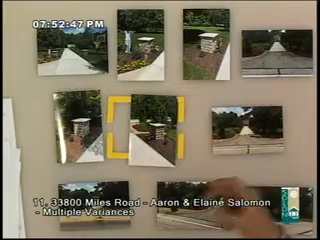 07:52:47 PM
11, 33800 Miles Road - Aaron & Elaine Salomon
- Multiple Variances